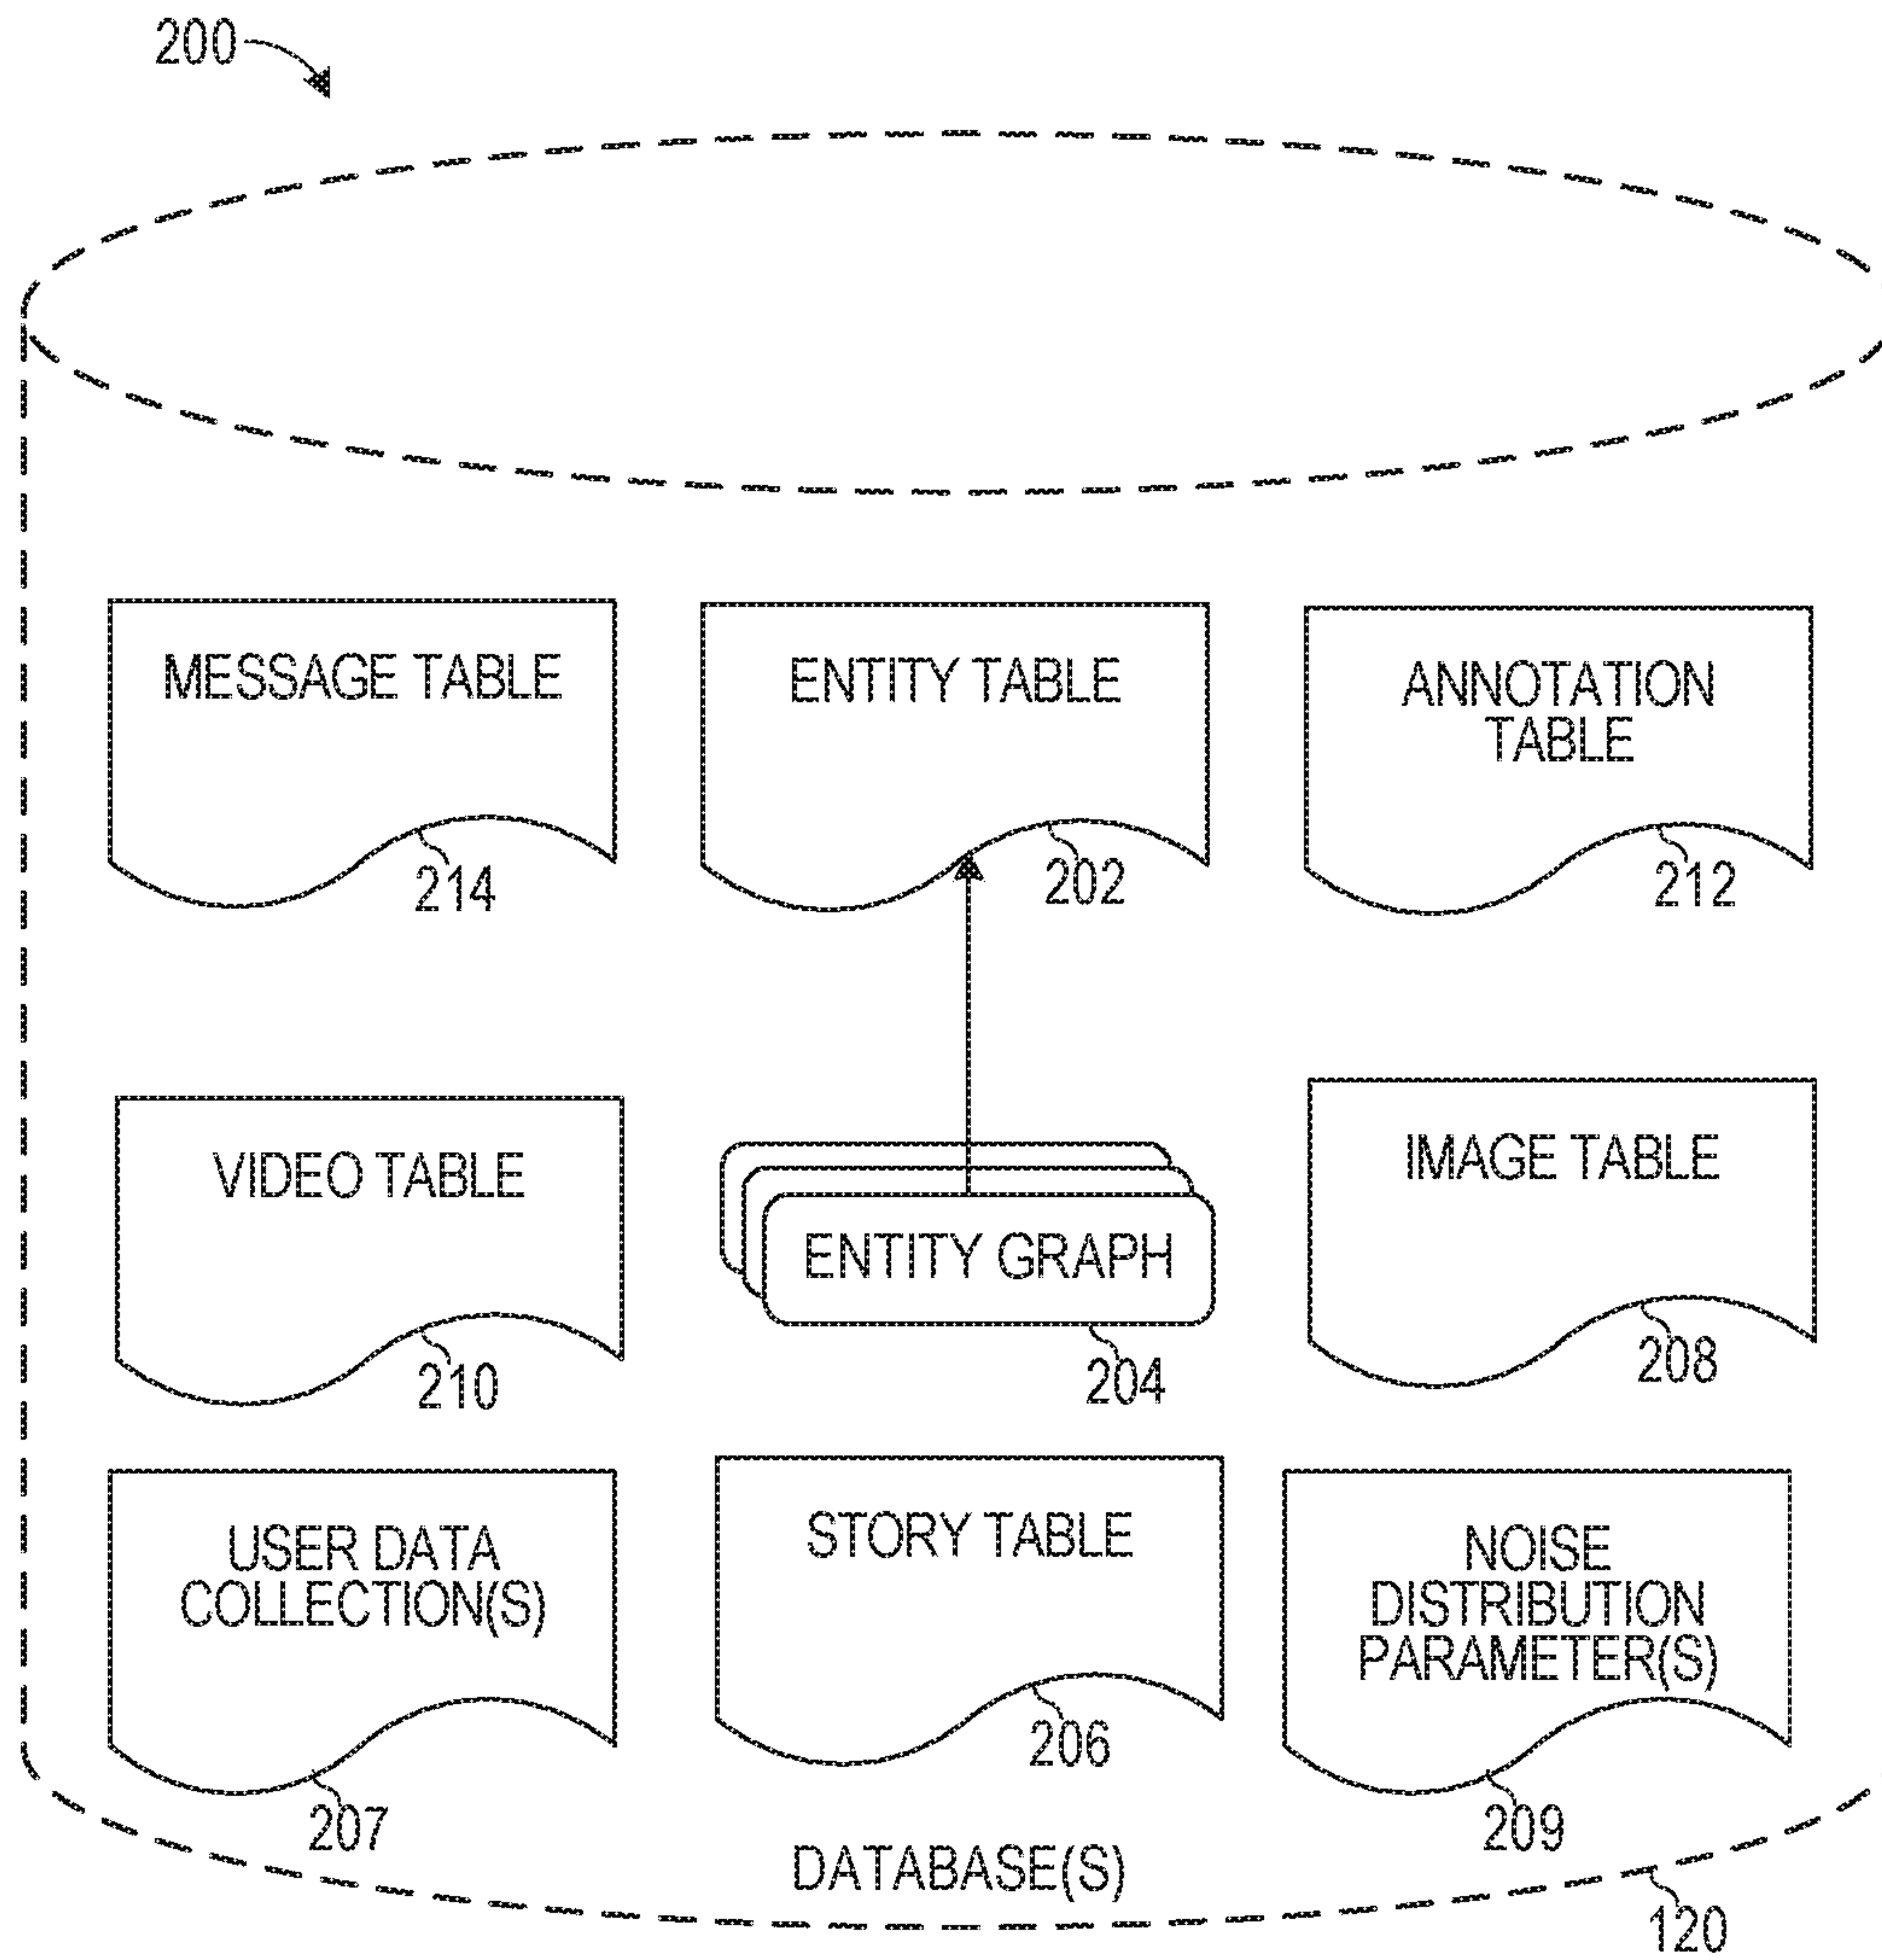 200
MESSAGE TABLE
214
ENTITY TABLE
202
ANNOTATION
TABLE
212
VIDEO TABLE
210
ENTITY GRAPH
204
IMAGE TABLE
208
USER DATA
COLLECTION(S)
207
STORY TABLE
206
NOISE
DISTRIBUTION
PARAMETER(S)
209
DATABASE(S)
120